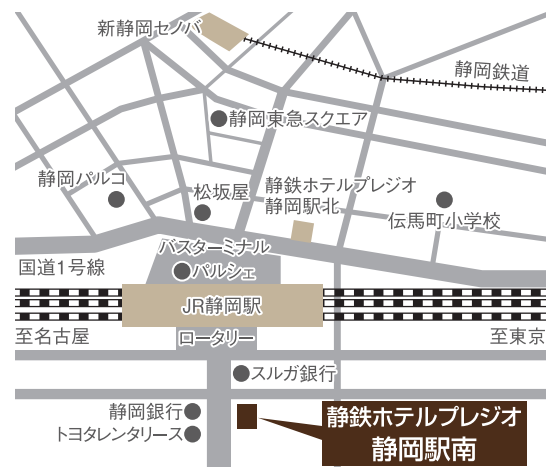 新静岡セノバ
静岡鉄道
静岡東急スクエア
静岡パルコ
松坂屋
静鉄ホテルプレジオ
静岡駅北
伝馬町小学校
バスターミナル
国道1号線
パルシェ
JR静岡駅
至名古屋
ロータリー
至東京
スルガ銀行
静岡銀行
トヨタレンタリース
静鉄ホテルプレジオ
静岡駅南